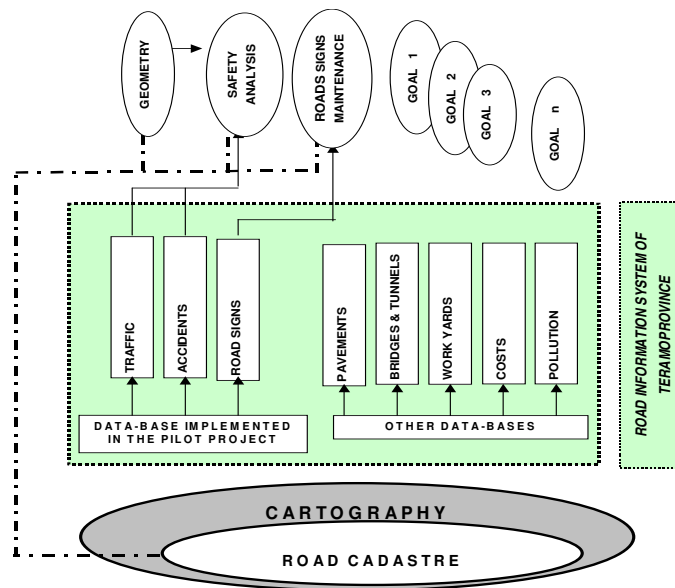 GEOMETRY
SAFETY
ANALYSIS
ROADS SIGNS
MAINTENANCE
GOAL 1
GOAL 2
GOAL 3
GOAL n
TRAFFIC
ACCIDENTS
ROAD SIGNS
PAVEMENTS
BRIDGES & TUNNELS
WORK YARDS
COSTS
POLLUTION
DATA-BASE IMPLEMENTED
IN THE PILOT PROJECT
OTHER DATA-BASES
ROAD INFORMATION SYSTEM OF
TERAMOPROVINCE
CARTOGRAPHY
ROAD CADASTRE